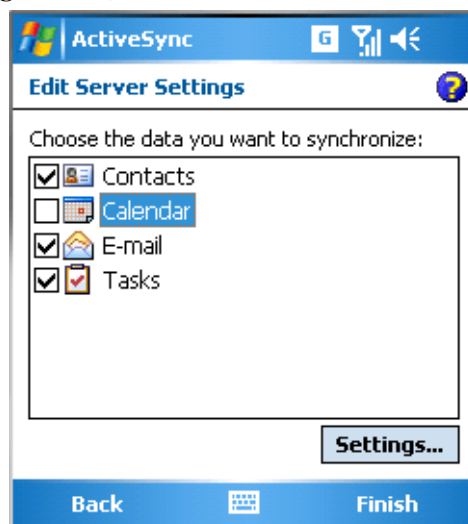 ActiveSync G
Edit Server Settings ?
Choose the data you want to synchronize:
Contacts
Calendar
E-mail
Tasks
Settings...
Back Finish